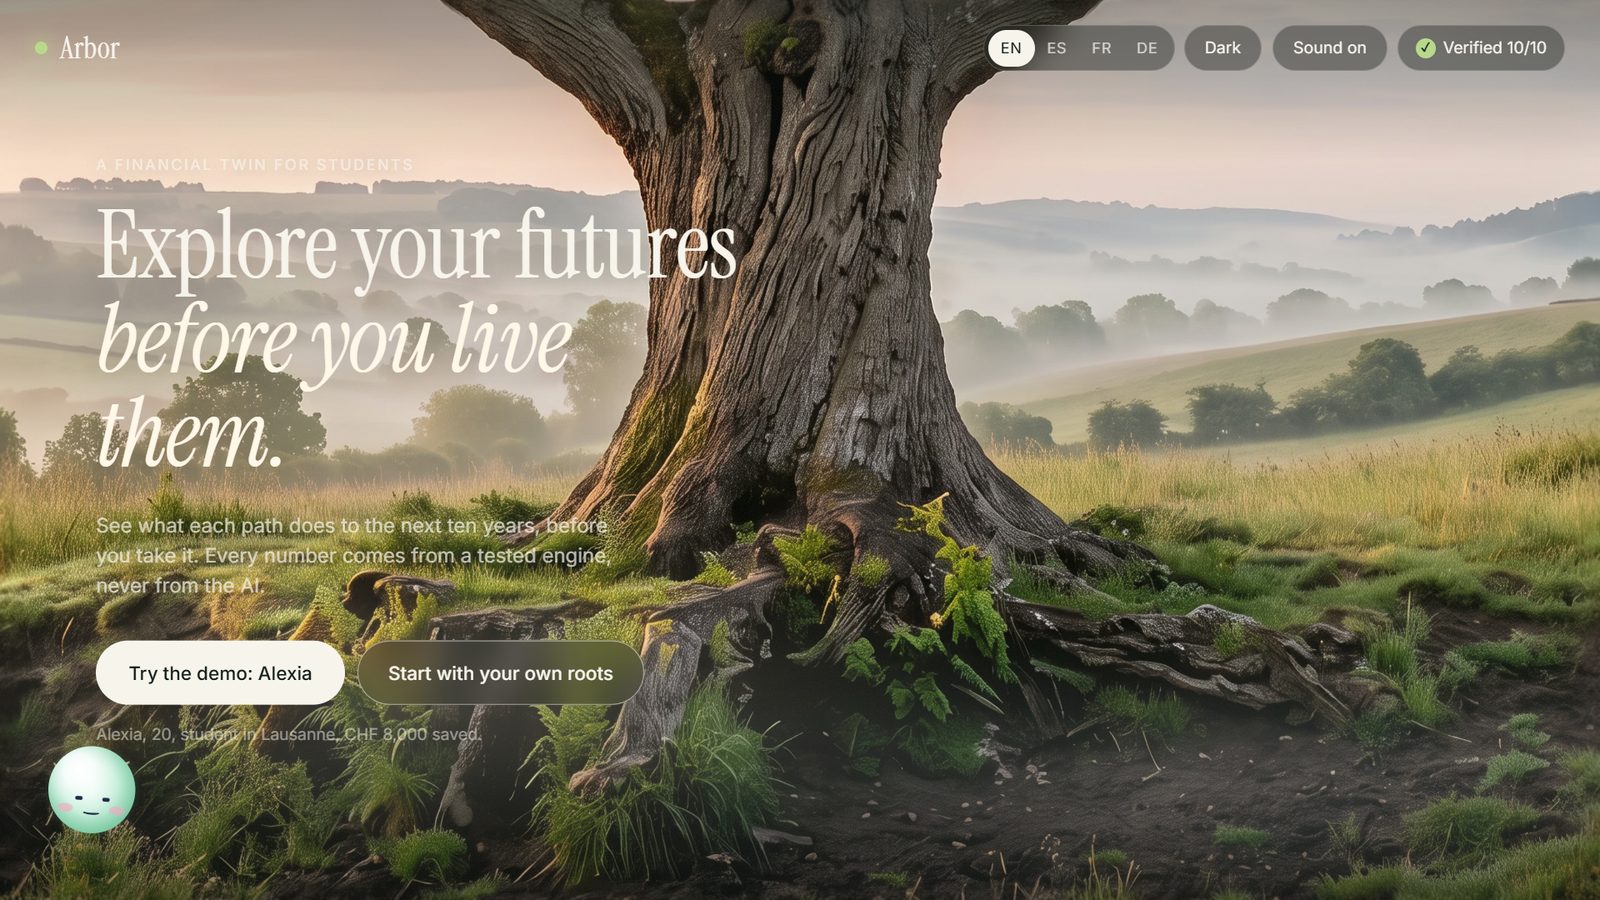 Arbor
EN ES FR DE
Dark
Sound on
Verified 10/10
A FINANCIAL TWIN FOR STUDENTS
Explore your futures
before you live
them.
See what each path does to the next ten years, before
you take it. Every number comes from a tested engine,
never from the AI.
Try the demo: Alexia
Start with your own roots
Alexia, 20, student in Lausanne, CHF 8,000 saved.